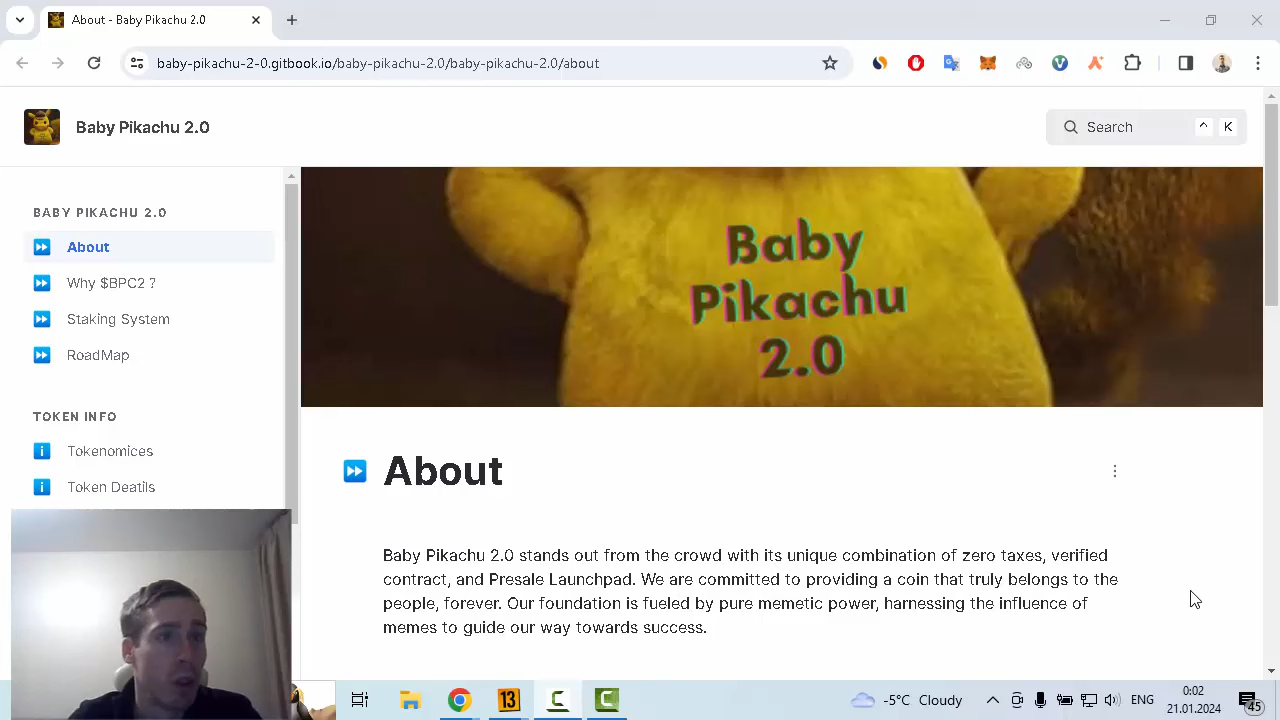 About - Baby Pikachu 2.0
baby-pikachu-2-0.gitbook.io/baby-pikachu-2.0/baby-pikachu-2.0/about
Baby Pikachu 2.0
Search
^ K
BABY PIKACHU 2.0
About
Why $BPC2 ?
Staking System
RoadMap
TOKEN INFO
Tokenomices
Token Deatils
Baby
Pikachu
2.0
About
Baby Pikachu 2.0 stands out from the crowd with its unique combination of zero taxes, verified
contract, and Presale Launchpad. We are committed to providing a coin that truly belongs to the
people, forever. Our foundation is fueled by pure memetic power, harnessing the influence of
memes to guide our way towards success.
13
-5°C Cloudy
ENG
0:02
21.01.2024
45